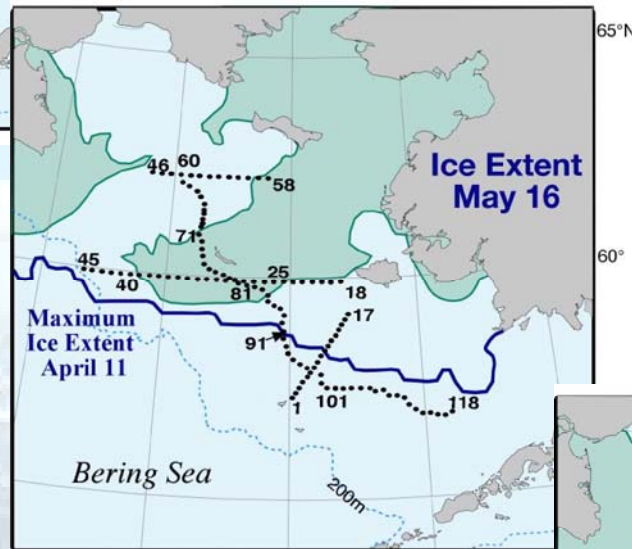 65°N
46
60
58
Ice Extent
May 16
71
60°
45
40
25
81
18
17
Maximum
Ice Extent
April 11
91
1
101
118
Bering Sea
200m